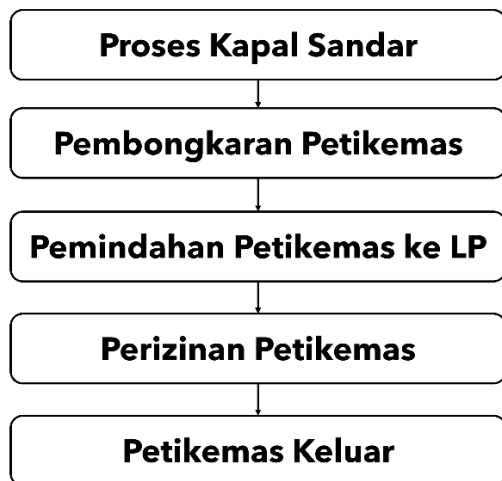 Proses Kapal Sandar
Pembongkaran Petikemas
Pemindahan Petikemas ke LP
Perizinan Petikemas
Petikemas Keluar